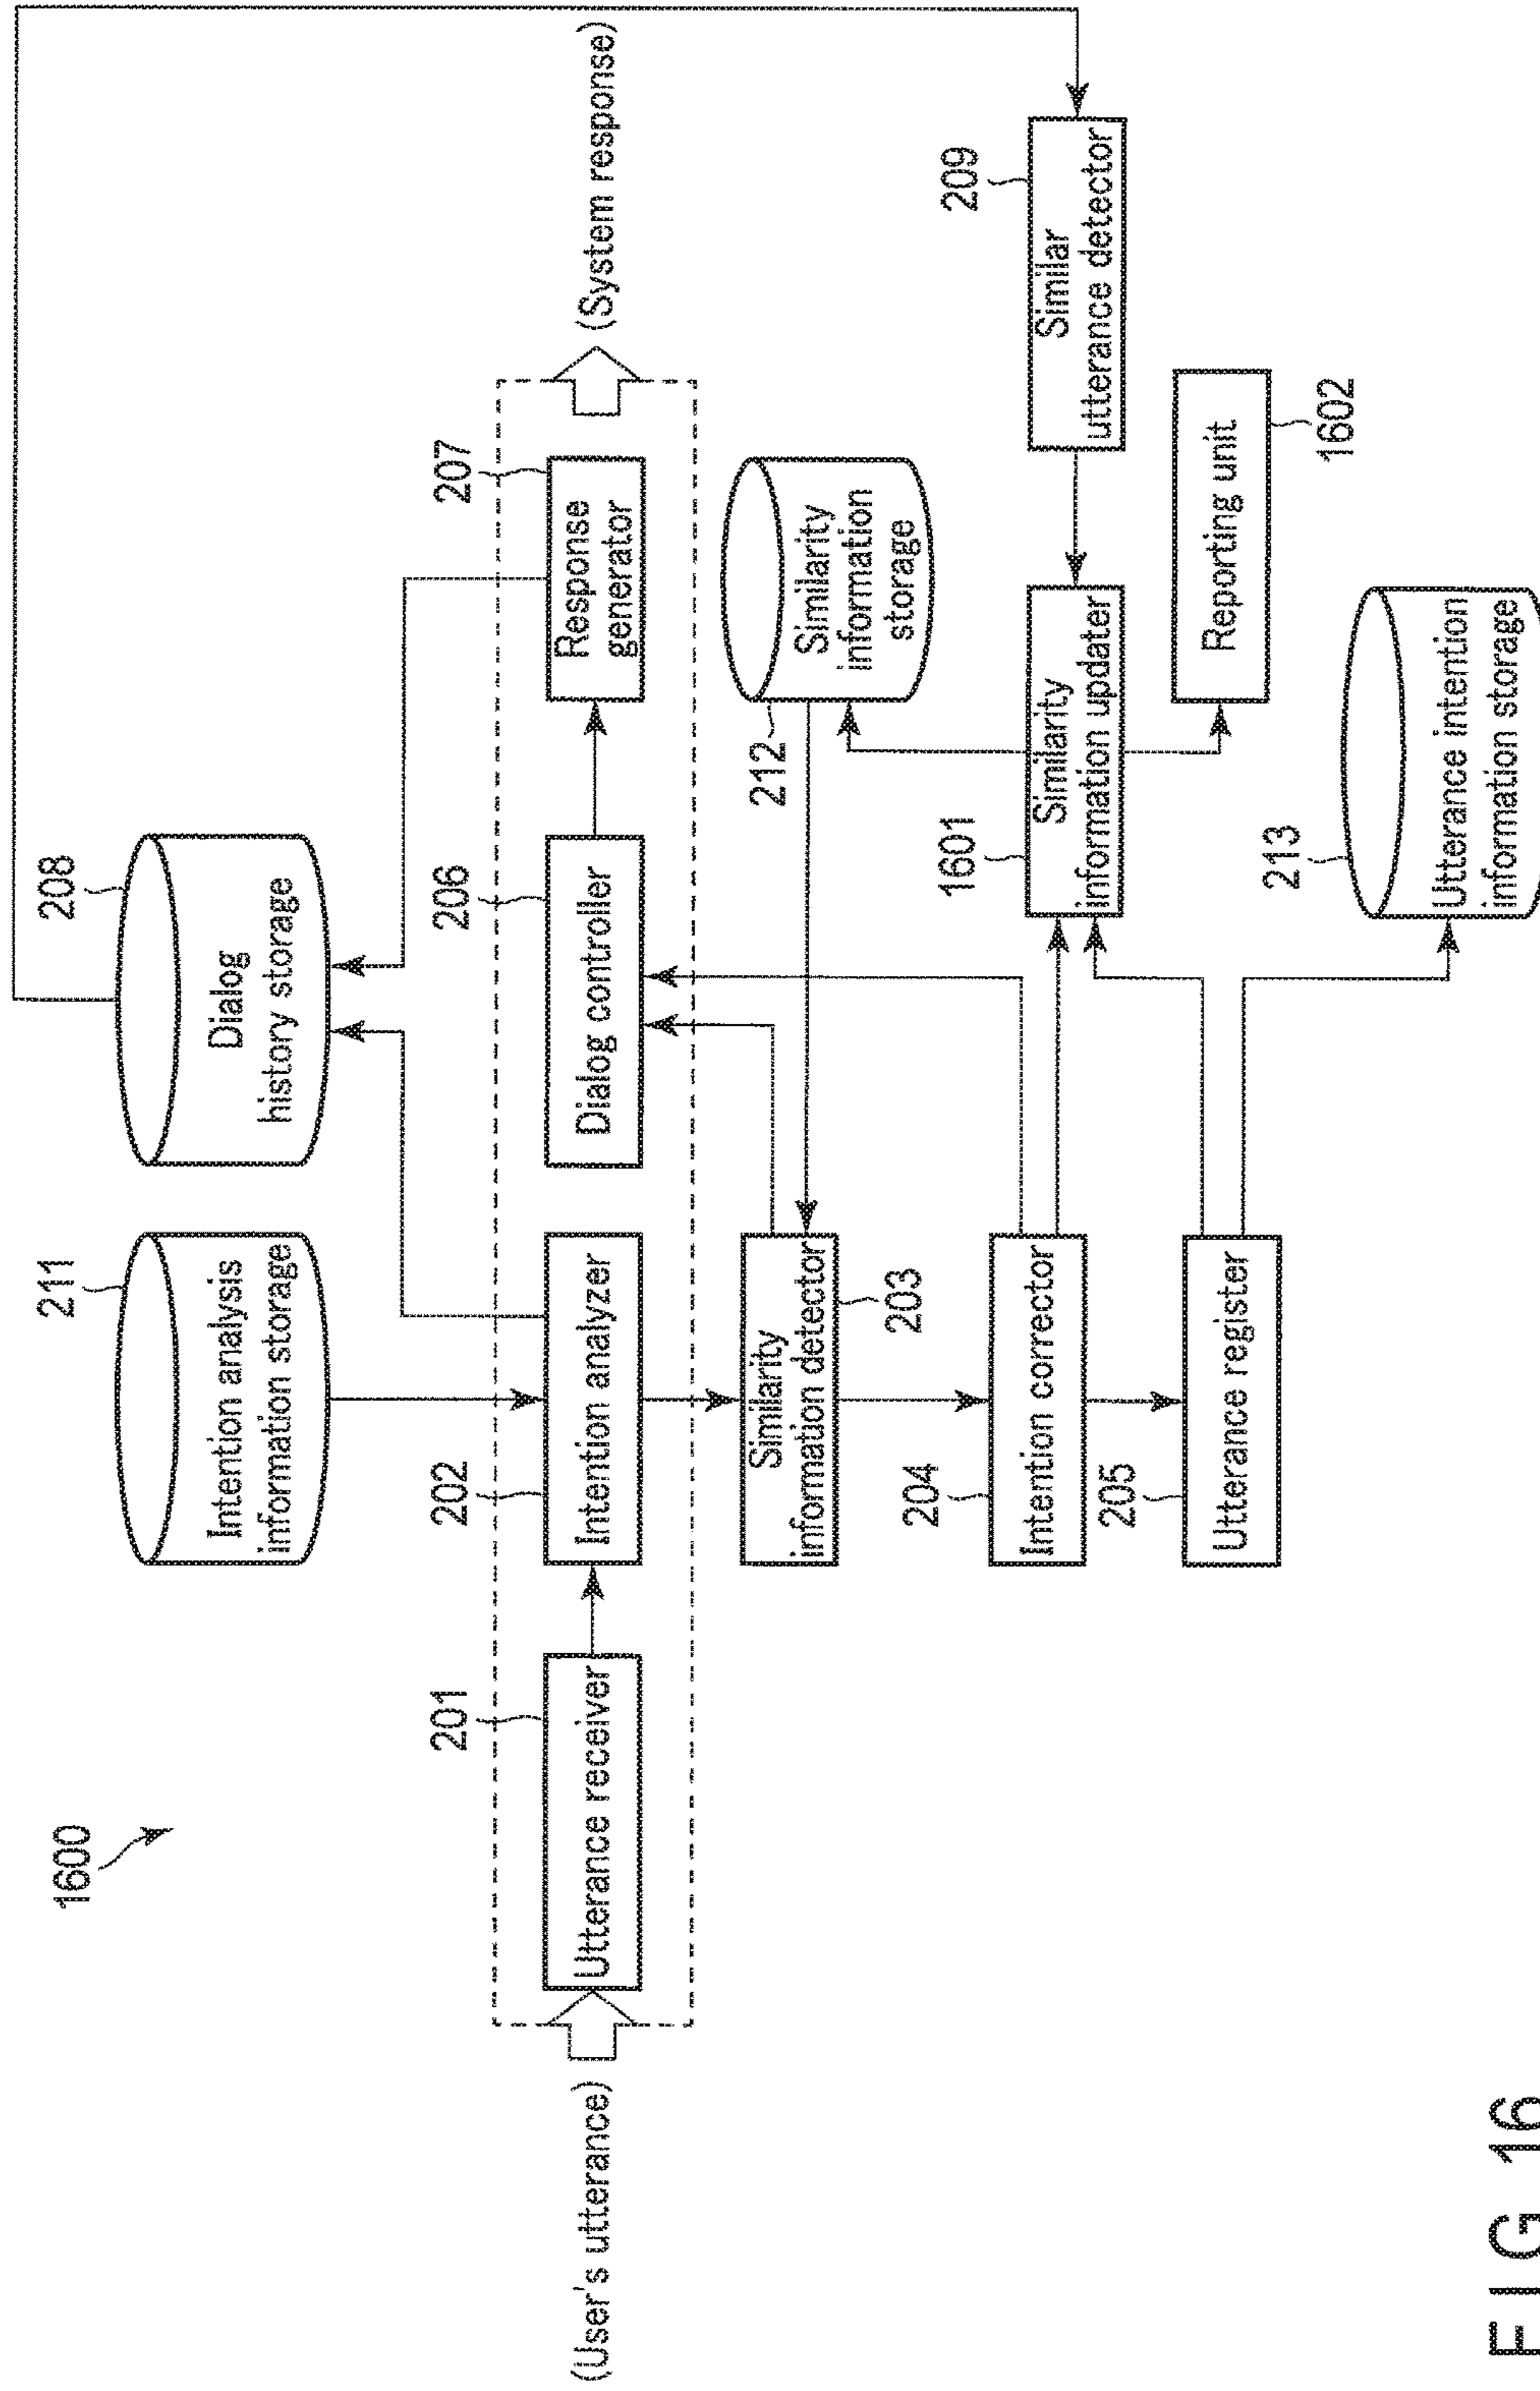 1600
211
Intention analysis
information storage
208
Dialog
history storage
(User's utterance)
201
Utterance receiver
202
Intention analyzer
206
Dialog controller
207
Response
generator
(System response)
Similarity
information detector
203
212
Similarity
information
storage
204
Intention corrector
1601
Similarity
information updater
209
Similar
utterance detector
205
Utterance register
Reporting unit
1602
213
Utterance intention
information storage
FIG 16